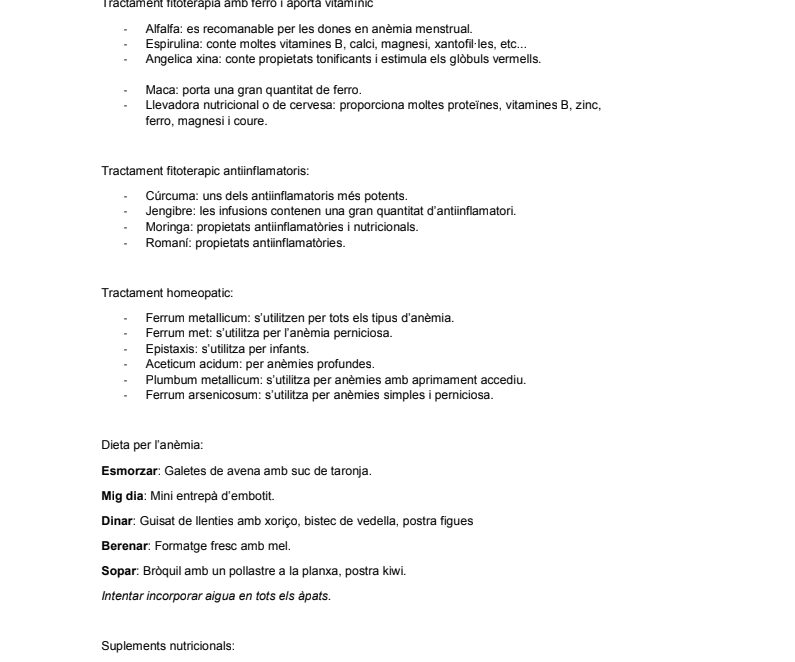 Tractament fitoteràpia amb ferro i aporta vitamínic
- Alfalfa: es recomanable per les dones en anèmia menstrual.
- Espirulina: conte moltes vitamines B, calci, magnesi, xantofil·les, etc...
- Angelica xina: conte propietats tonificants i estimula els glòbuls vermells.
- Maca: porta una gran quantitat de ferro.
- Llevadora nutricional o de cervesa: proporciona moltes proteïnes, vitamines B, zinc,
ferro, magnesi i coure.
Tractament fitoterapic antiinflamatoris:
- Cúrcuma: uns dels antiinflamatoris més potents.
- Jengibre: les infusions contenen una gran quantitat d’antiinflamatori.
- Moringa: propietats antiinflamatòries i nutricionals.
- Romaní: propietats antiinflamatòries.
Tractament homeopatic:
- Ferrum metallicum: s’utilitzen per tots els tipus d’anèmia.
- Ferrum met: s’utilitza per l’anèmia perniciosa.
- Epistaxis: s’utilitza per infants.
- Aceticum acidum: per anèmies profundes.
- Plumbum metallicum: s’utilitza per anèmies amb aprimament accediu.
- Ferrum arsenicosum: s’utilitza per anèmies simples i perniciosa.
Dieta per l’anèmia:
Esmorzar: Galetes de avena amb suc de taronja.
Mig dia: Mini entrepà d’embotit.
Dinar: Guisat de llenties amb xoriço, bistec de vedella, postra figues
Berenar: Formatge fresc amb mel.
Sopar: Bròquil amb un pollastre a la planxa, postra kiwi.
Intentar incorporar aigua en tots els àpats.
Suplements nutricionals: